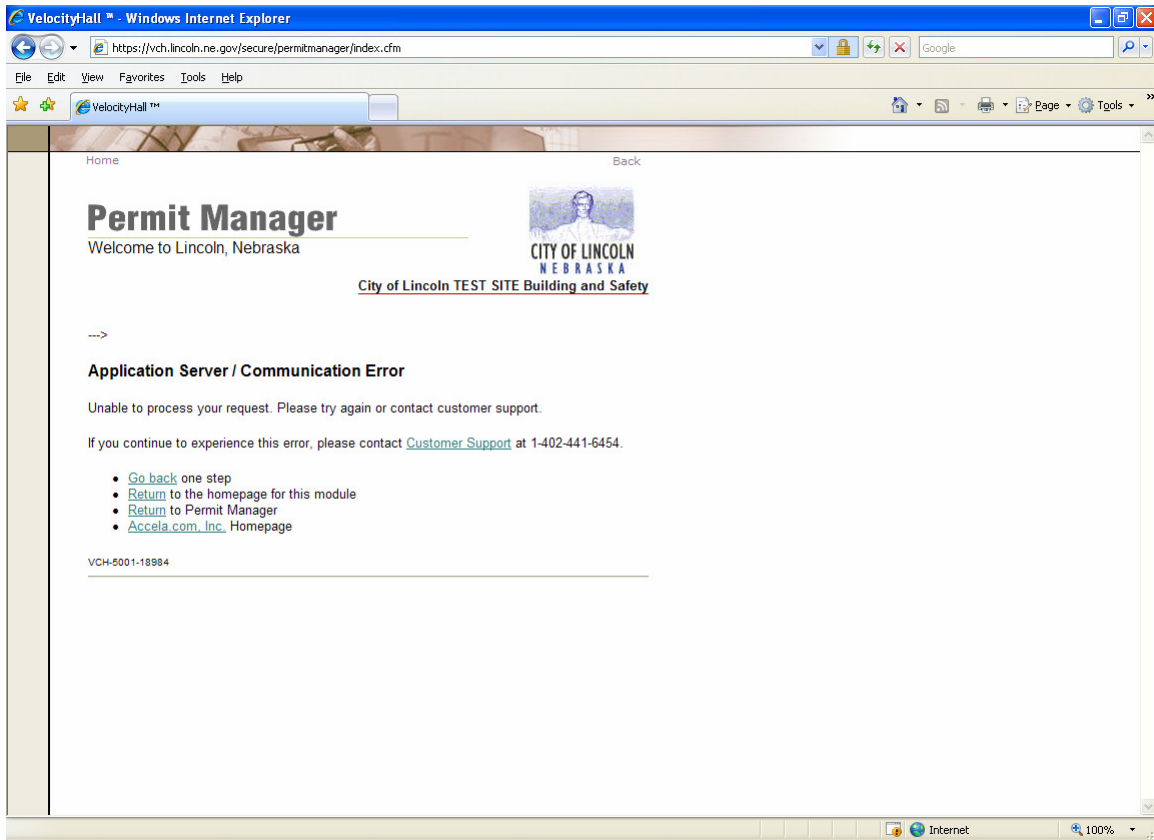 VelocityHall ™ - Windows Internet Explorer
https://vch.lincoln.ne.gov/secure/permitmanager/index.cfm
Google
File Edit View Favorites Tools Help
VelocityHall ™
Page Tools »
Home Back
Permit Manager
Welcome to Lincoln, Nebraska
CITY OF LINCOLN
NEBRASKA
City of Lincoln TEST SITE Building and Safety
--->
Application Server / Communication Error
Unable to process your request. Please try again or contact customer support.
If you continue to experience this error, please contact Customer Support at 1-402-441-6454.
• Go back one step
• Return to the homepage for this module
• Return to Permit Manager
• Accela.com, Inc. Homepage
VCH-5001-18984
Internet 100%